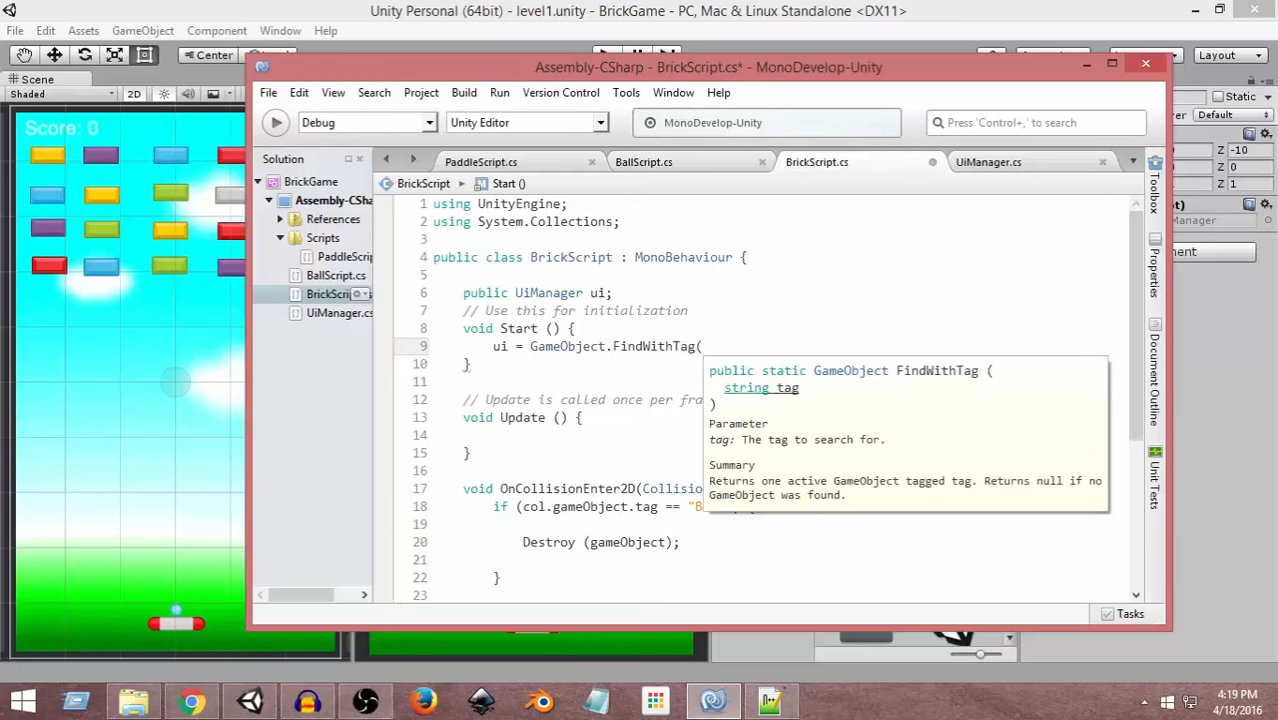 Unity Personal (64bit) - level1.unity - BrickGame - PC, Mac & Linux Standalone <DX11>
File Edit Assets GameObject Component Window Help
Center
Layout
Scene
Shaded 2D
Static
Default
Z -10
Z 0
Z 1
Score: 0
Assembly-CSharp - BrickScript.cs* - MonoDevelop-Unity
File Edit View Search Project Build Run Version Control Tools Window Help
Debug Unity Editor MonoDevelop-Unity Press 'Control+,' to search
Solution
PaddleScript.cs BallScript.cs BrickScript.cs UiManager.cs
BrickGame
Assembly-CSha
References
Scripts
PaddleScrip
BallScript.cs
BrickScri
UiManager.cs
BrickScript Start ()
1 using UnityEngine;
2 using System.Collections;
3
4 public class BrickScript : MonoBehaviour {
5
6 public UiManager ui;
7 // Use this for initialization
8 void Start () {
9 ui = GameObject.FindWithTag(
10 }
11
12 // Update is called once per fra
13 void Update () {
14
15 }
16
17 void OnCollisionEnter2D(Collisio
18 if (col.gameObject.tag == "B
19
20 Destroy (gameObject);
21
22 }
23
public static GameObject FindWithTag (
string tag
)
Parameter
tag: The tag to search for.
Summary
Returns one active GameObject tagged tag. Returns null if no
GameObject was found.
Toolbox
Properties
Document Outline
Unit Tests
Tasks
4:19 PM
4/18/2016